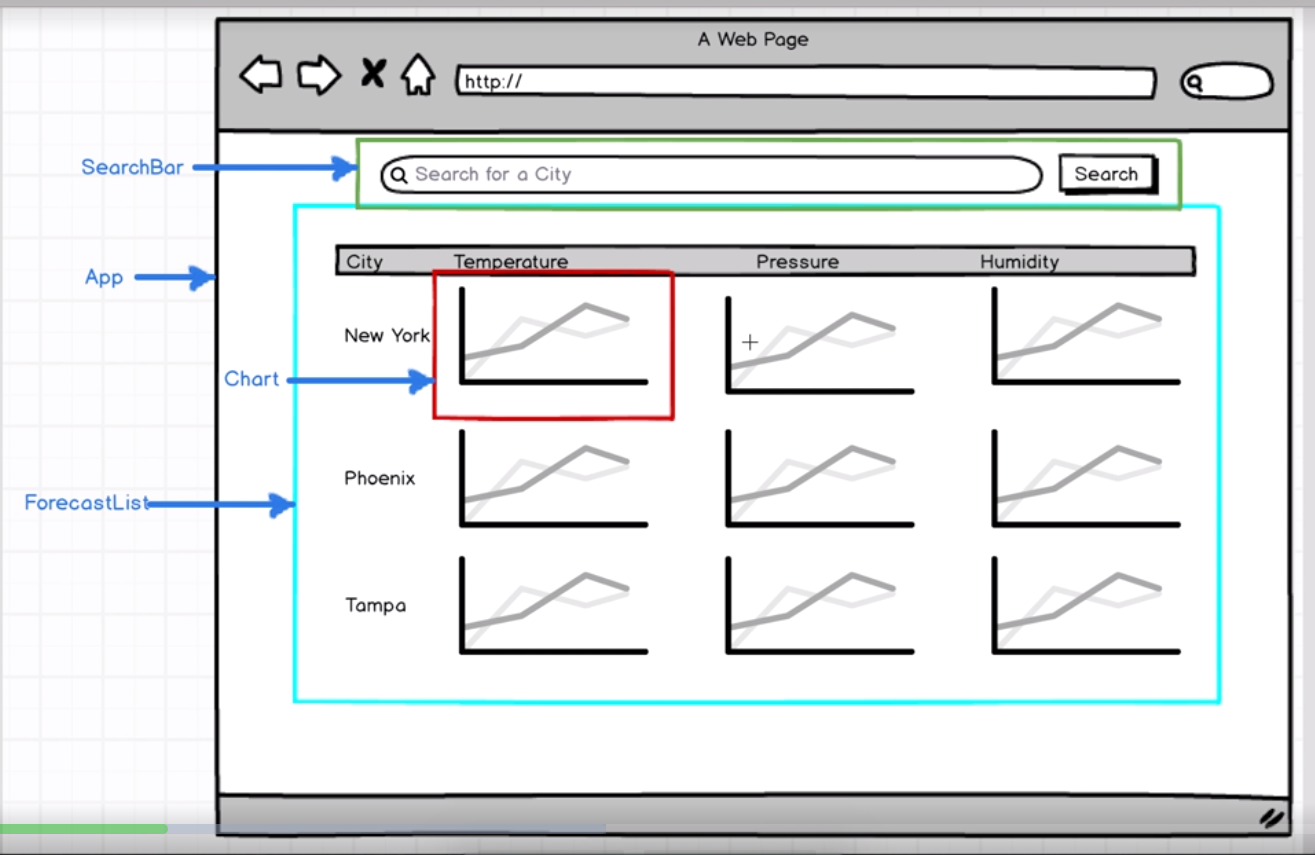 A Web Page
http://
SearchBar
Search for a City
Search
App
City Temperature Pressure Humidity
New York
Chart
Phoenix
ForecastList
Tampa